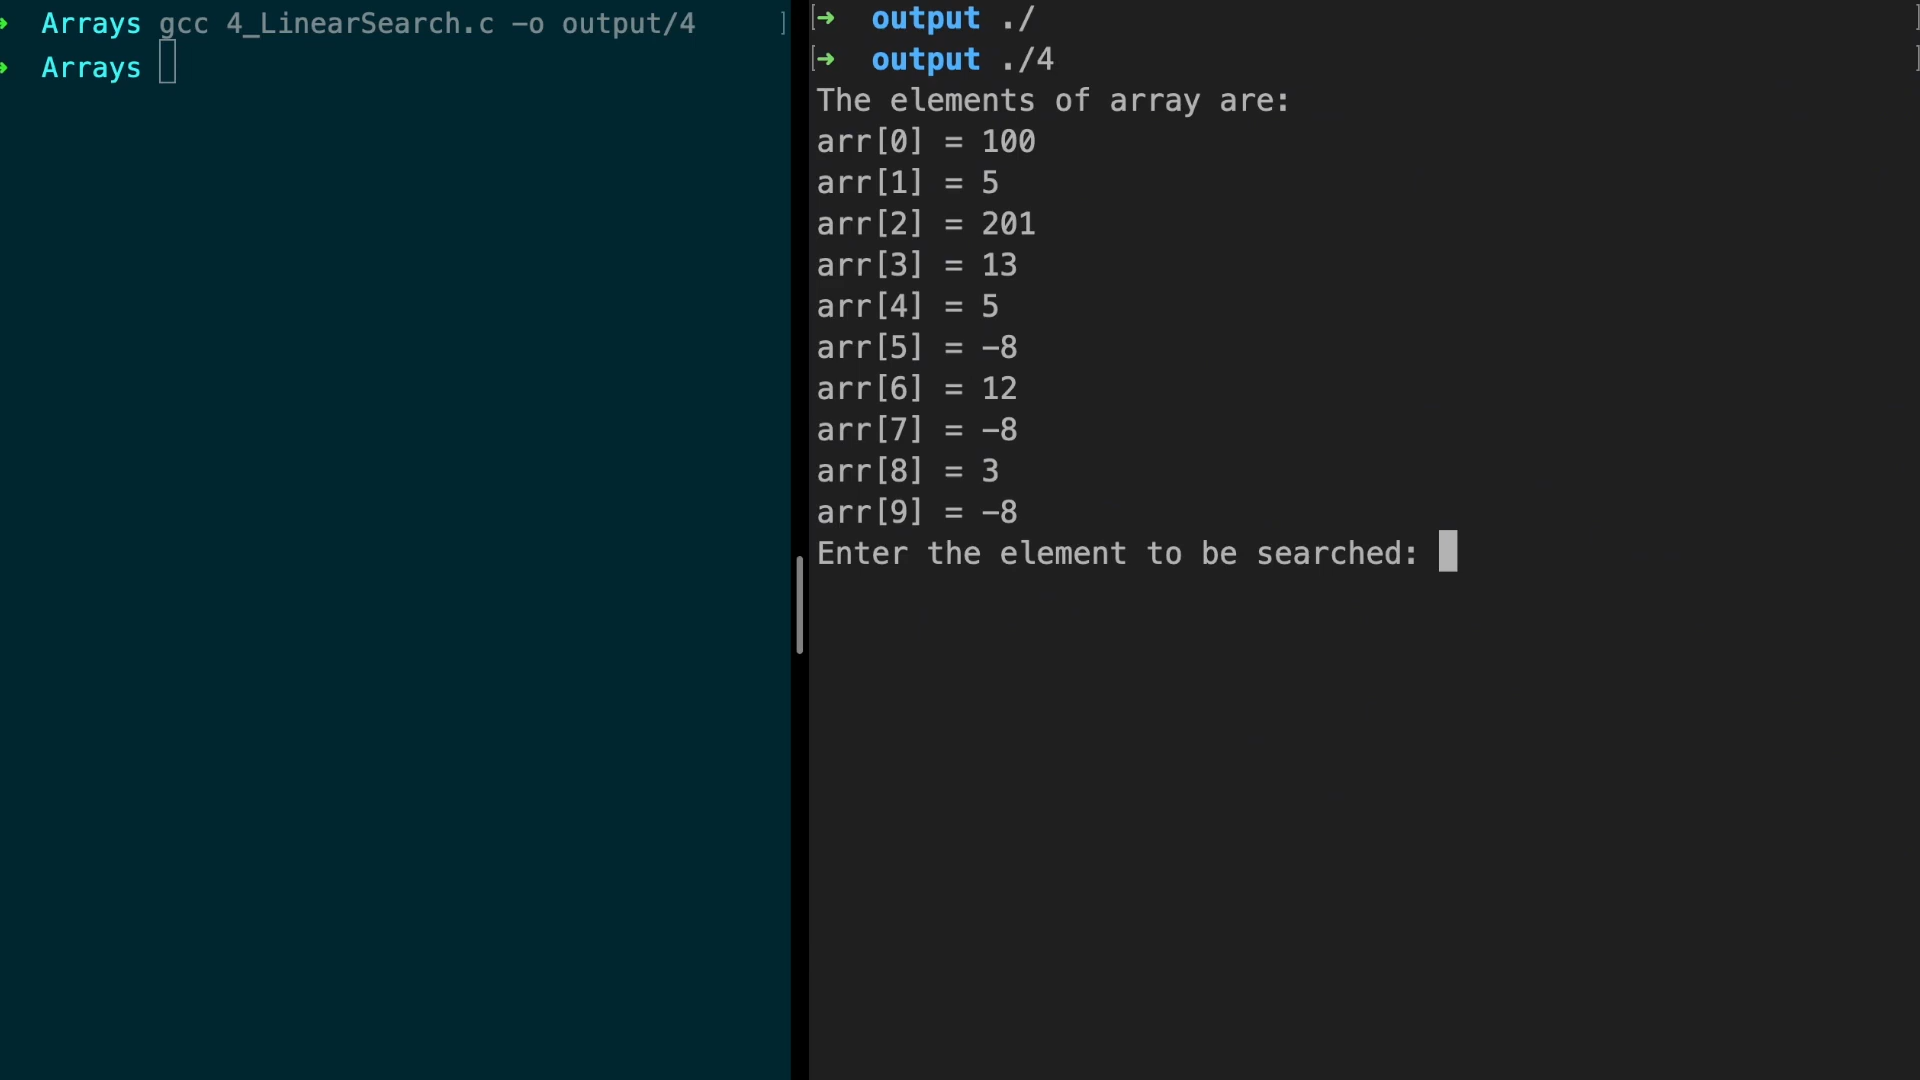 ➜ Arrays gcc 4_LinearSearch.c -o output/4 ]
➜ Arrays
[➜ output ./ ]
[➜ output ./4 ]
The elements of array are:
arr[0] = 100
arr[1] = 5
arr[2] = 201
arr[3] = 13
arr[4] = 5
arr[5] = -8
arr[6] = 12
arr[7] = -8
arr[8] = 3
arr[9] = -8
Enter the element to be searched: